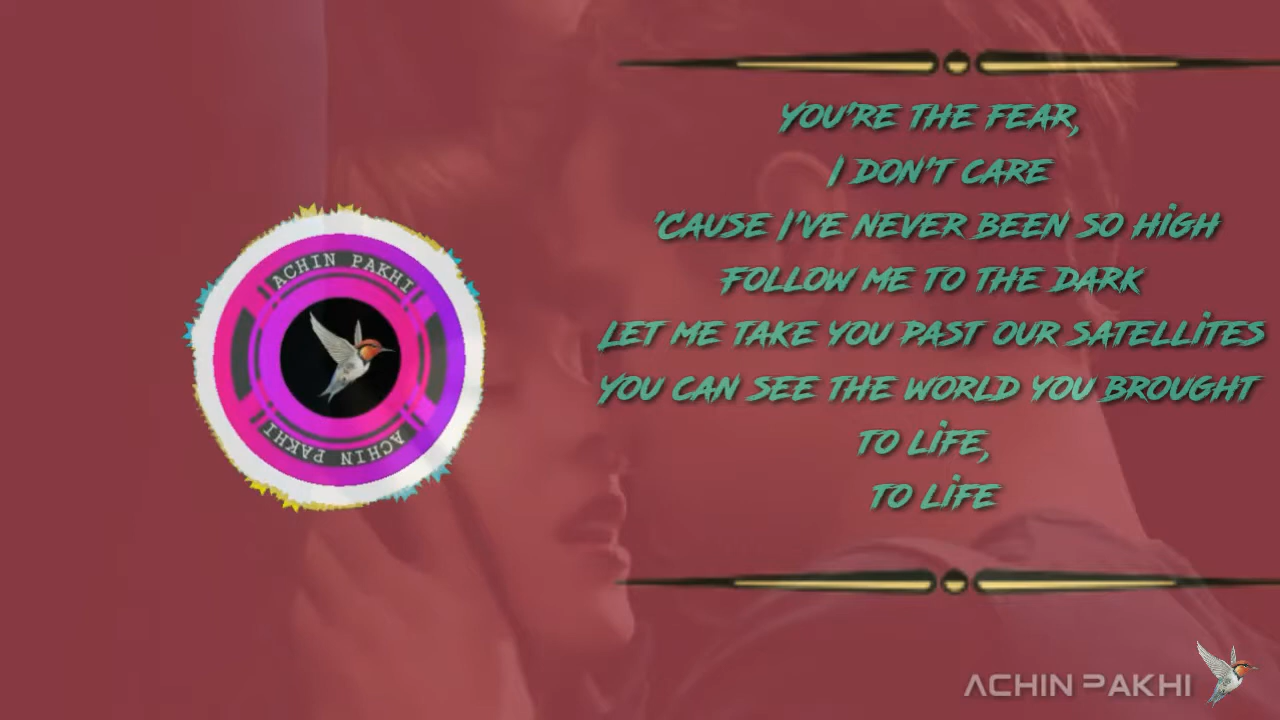 ACHIN PAKHI
ACHIN PAKHI
YOU'RE THE FEAR,
I DON'T CARE
'CAUSE I'VE NEVER BEEN SO HIGH
FOLLOW ME TO THE DARK
LET ME TAKE YOU PAST OUR SATELLITES
YOU CAN SEE THE WORLD YOU BROUGHT
TO LIFE,
TO LIFE
ACHIN PAKHI